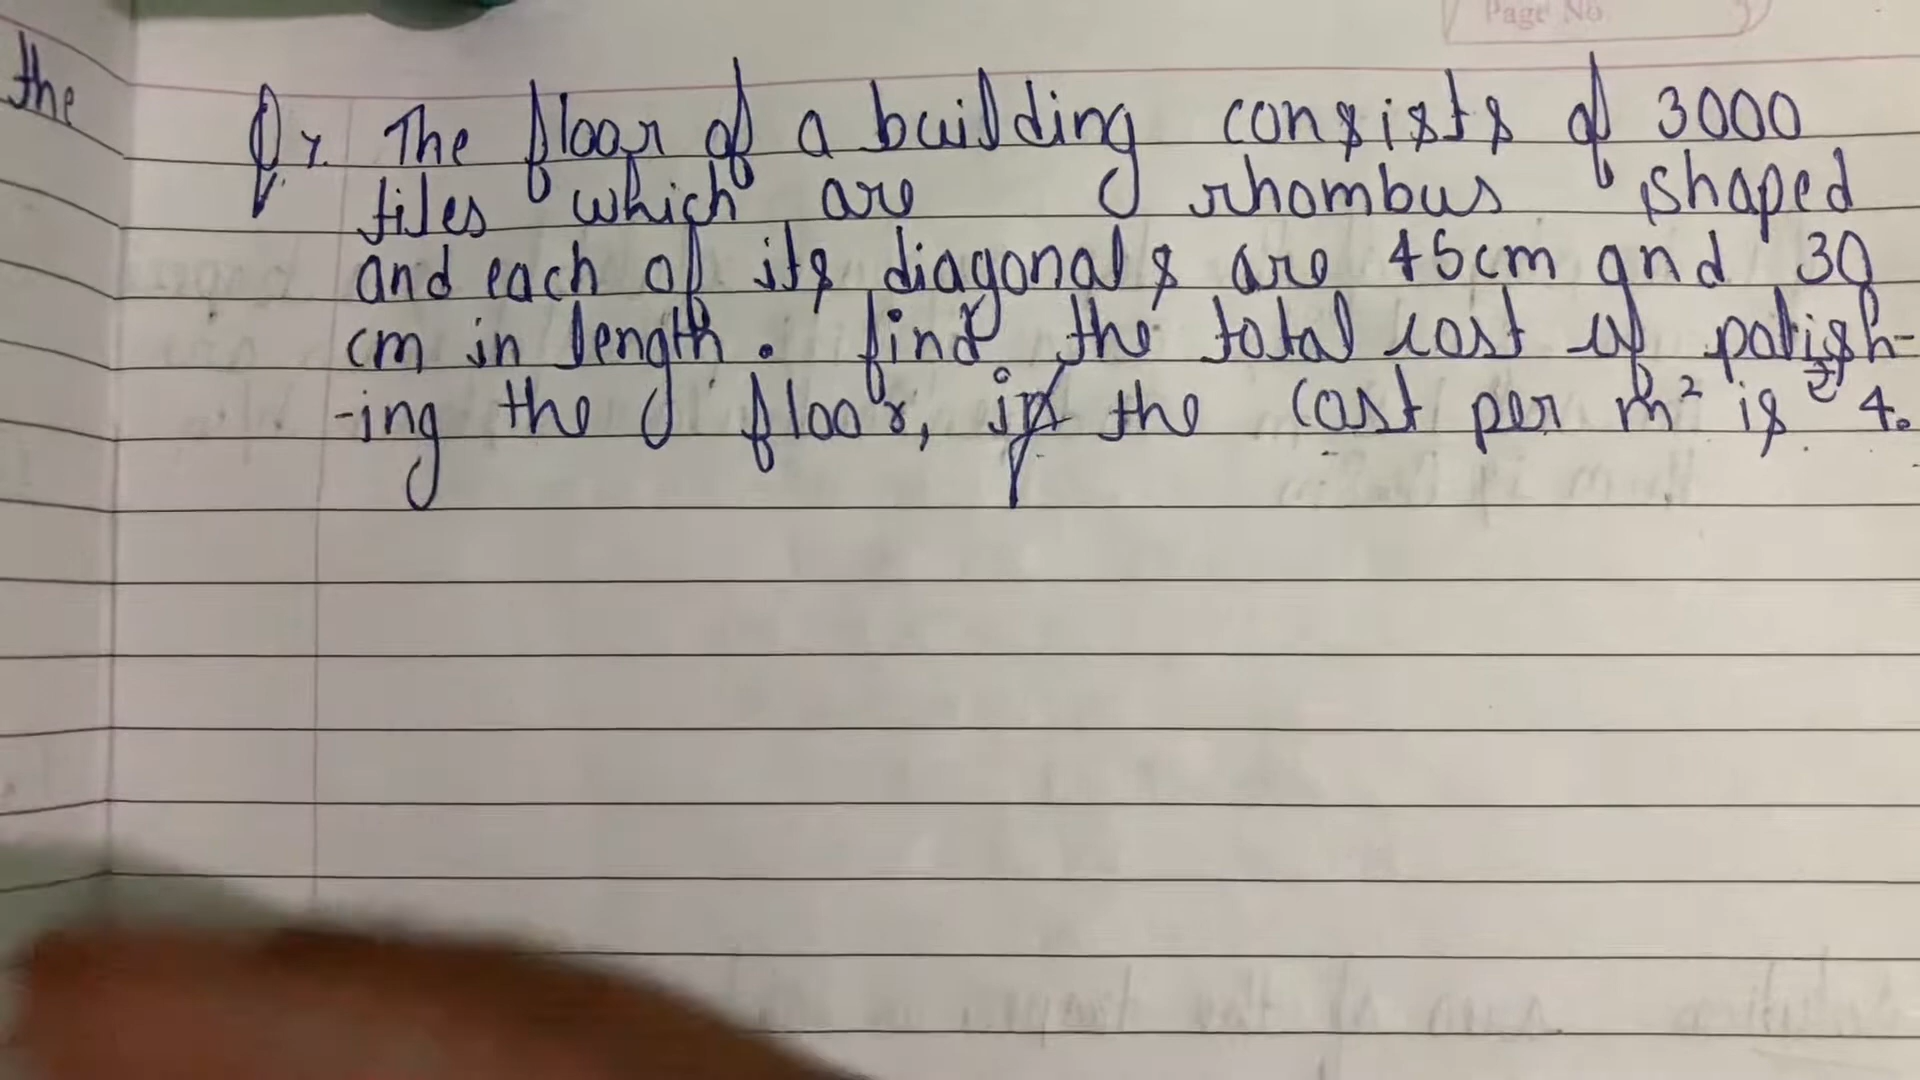 Page No
the
Q7. The floor of a building consists of 3000
tiles which are rhombus shaped
and each of its diagonals are 45cm and 30
cm in length. find the total cost of polish-
-ing the floor, if the cost per m² is ₹ 4.